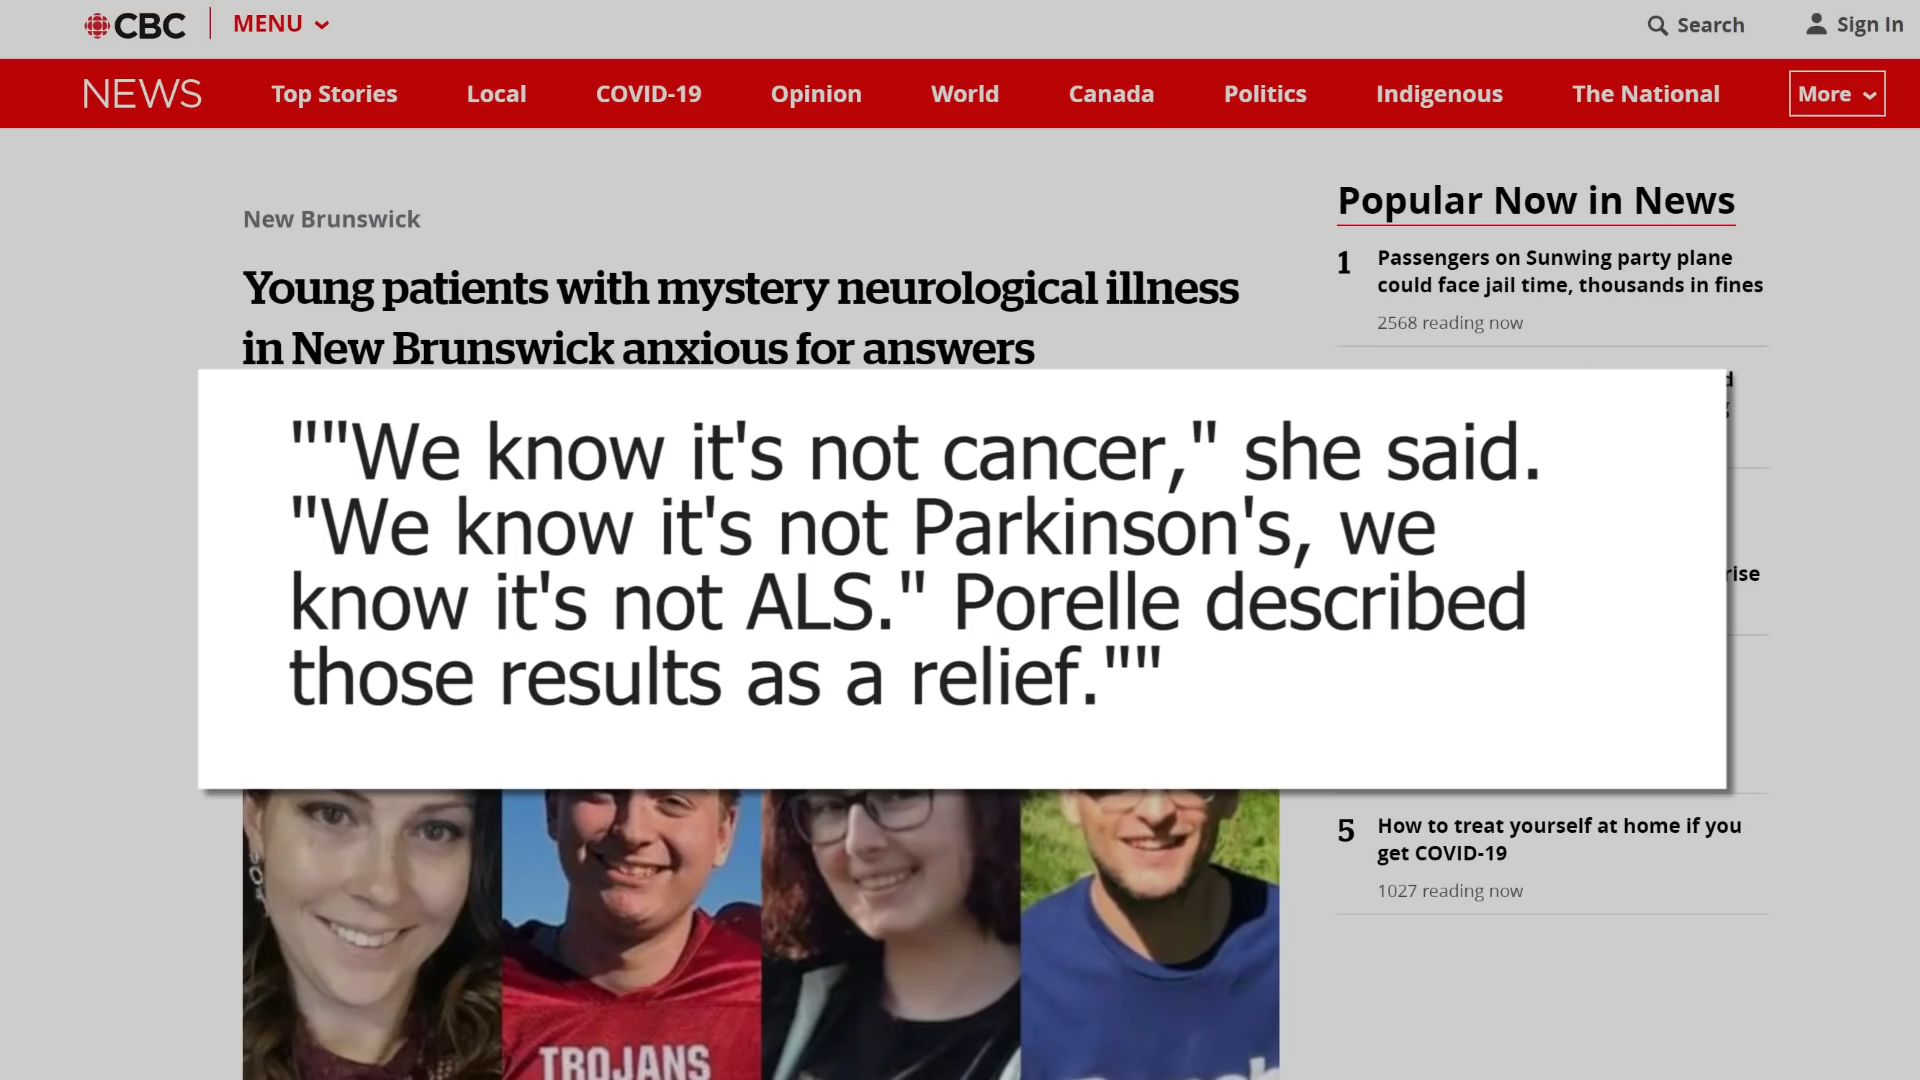 CBC
MENU
Search
Sign In
NEWS
Top Stories
Local
COVID-19
Opinion
World
Canada
Politics
Indigenous
The National
More
New Brunswick
Young patients with mystery neurological illness
in New Brunswick anxious for answers
""We know it's not cancer," she said.
"We know it's not Parkinson's, we
know it's not ALS." Porelle described
those results as a relief.""
TROJANS
Popular Now in News
1
Passengers on Sunwing party plane
could face jail time, thousands in fines
2568 reading now
5
How to treat yourself at home if you
get COVID-19
1027 reading now